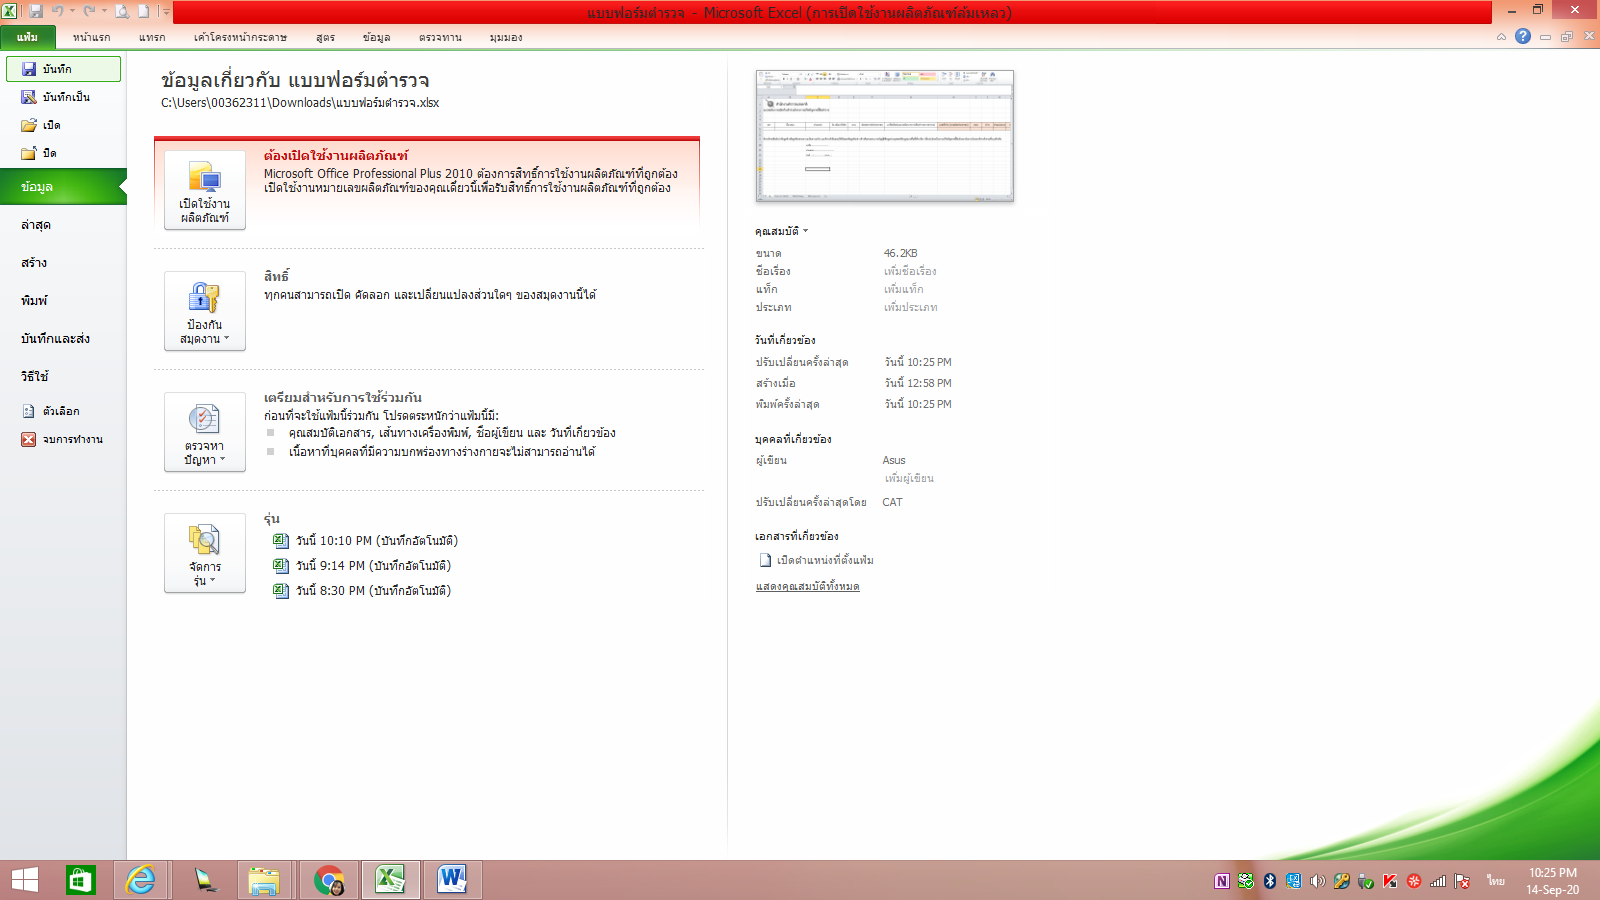 แบบฟอร์มตำรวจ - Microsoft Excel (การเปิดใช้งานผลิตภัณฑ์ล้มเหลว)
แฟ้ม หน้าแรก แทรก เค้าโครงหน้ากระดาษ สูตร ข้อมูล ตรวจทาน มุมมอง
บันทึก
บันทึกเป็น
เปิด
ปิด
ข้อมูล
ล่าสุด
สร้าง
พิมพ์
บันทึกและส่ง
วิธีใช้
ตัวเลือก
จบการทำงาน
ข้อมูลเกี่ยวกับ แบบฟอร์มตำรวจ
C:\Users\00362311\Downloads\แบบฟอร์มตำรวจ.xlsx
เปิดใช้งาน
ผลิตภัณฑ์
ต้องเปิดใช้งานผลิตภัณฑ์
Microsoft Office Professional Plus 2010 ต้องการสิทธิ์การใช้งานผลิตภัณฑ์ที่ถูกต้อง
เปิดใช้งานหมายเลขผลิตภัณฑ์ของคุณเดี๋ยวนี้เพื่อรับสิทธิ์การใช้งานผลิตภัณฑ์ที่ถูกต้อง
ป้องกัน
สมุดงาน
สิทธิ์
ทุกคนสามารถเปิด คัดลอก และเปลี่ยนแปลงส่วนใดๆ ของสมุดงานนี้ได้
ตรวจหา
ปัญหา
เตรียมสำหรับการใช้ร่วมกัน
ก่อนที่จะใช้แฟ้มนี้ร่วมกัน โปรดตระหนักว่าแฟ้มนี้มี:
คุณสมบัติเอกสาร, เส้นทางเครื่องพิมพ์, ชื่อผู้เขียน และ วันที่เกี่ยวข้อง
เนื้อหาที่บุคคลที่มีความบกพร่องทางร่างกายจะไม่สามารถอ่านได้
จัดการ
รุ่น
รุ่น
วันนี้ 10:10 PM (บันทึกอัตโนมัติ)
วันนี้ 9:14 PM (บันทึกอัตโนมัติ)
วันนี้ 8:30 PM (บันทึกอัตโนมัติ)
คุณสมบัติ
ขนาด 46.2KB
ชื่อเรื่อง เพิ่มชื่อเรื่อง
แท็ก เพิ่มแท็ก
ประเภท เพิ่มประเภท
วันที่เกี่ยวข้อง
ปรับเปลี่ยนครั้งล่าสุด วันนี้ 10:25 PM
สร้างเมื่อ วันนี้ 12:58 PM
พิมพ์ครั้งล่าสุด วันนี้ 10:25 PM
บุคคลที่เกี่ยวข้อง
ผู้เขียน Asus
เพิ่มผู้เขียน
ปรับเปลี่ยนครั้งล่าสุดโดย CAT
เอกสารที่เกี่ยวข้อง
เปิดตำแหน่งที่ตั้งแฟ้ม
แสดงคุณสมบัติทั้งหมด
ไทย
10:25 PM
14-Sep-20